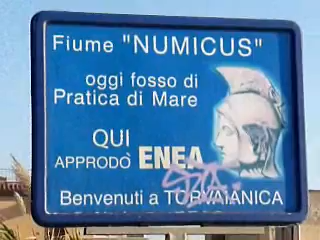 Fiume "NUMICUS"
oggi fosso di
Pratica di Mare
QUI
APPRODÒ ENEA
Benvenuti a TORVAIANICA